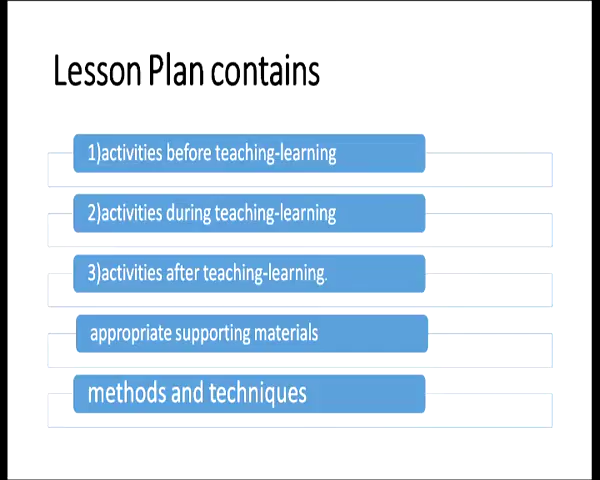 Lesson Plan contains
1)activities before teaching-learning
2)activities during teaching-learning
3)activities after teaching-learning.
appropriate supporting materials
methods and techniques